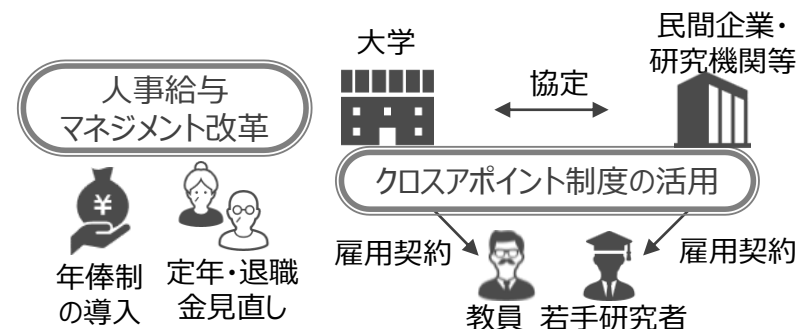 人事給与
マネジメント改革
¥
年俸制
の導入
定年・退職
金見直し
大学
協定
民間企業・
研究機関等
クロスアポイント制度の活用
雇用契約
雇用契約
教員
若手研究者